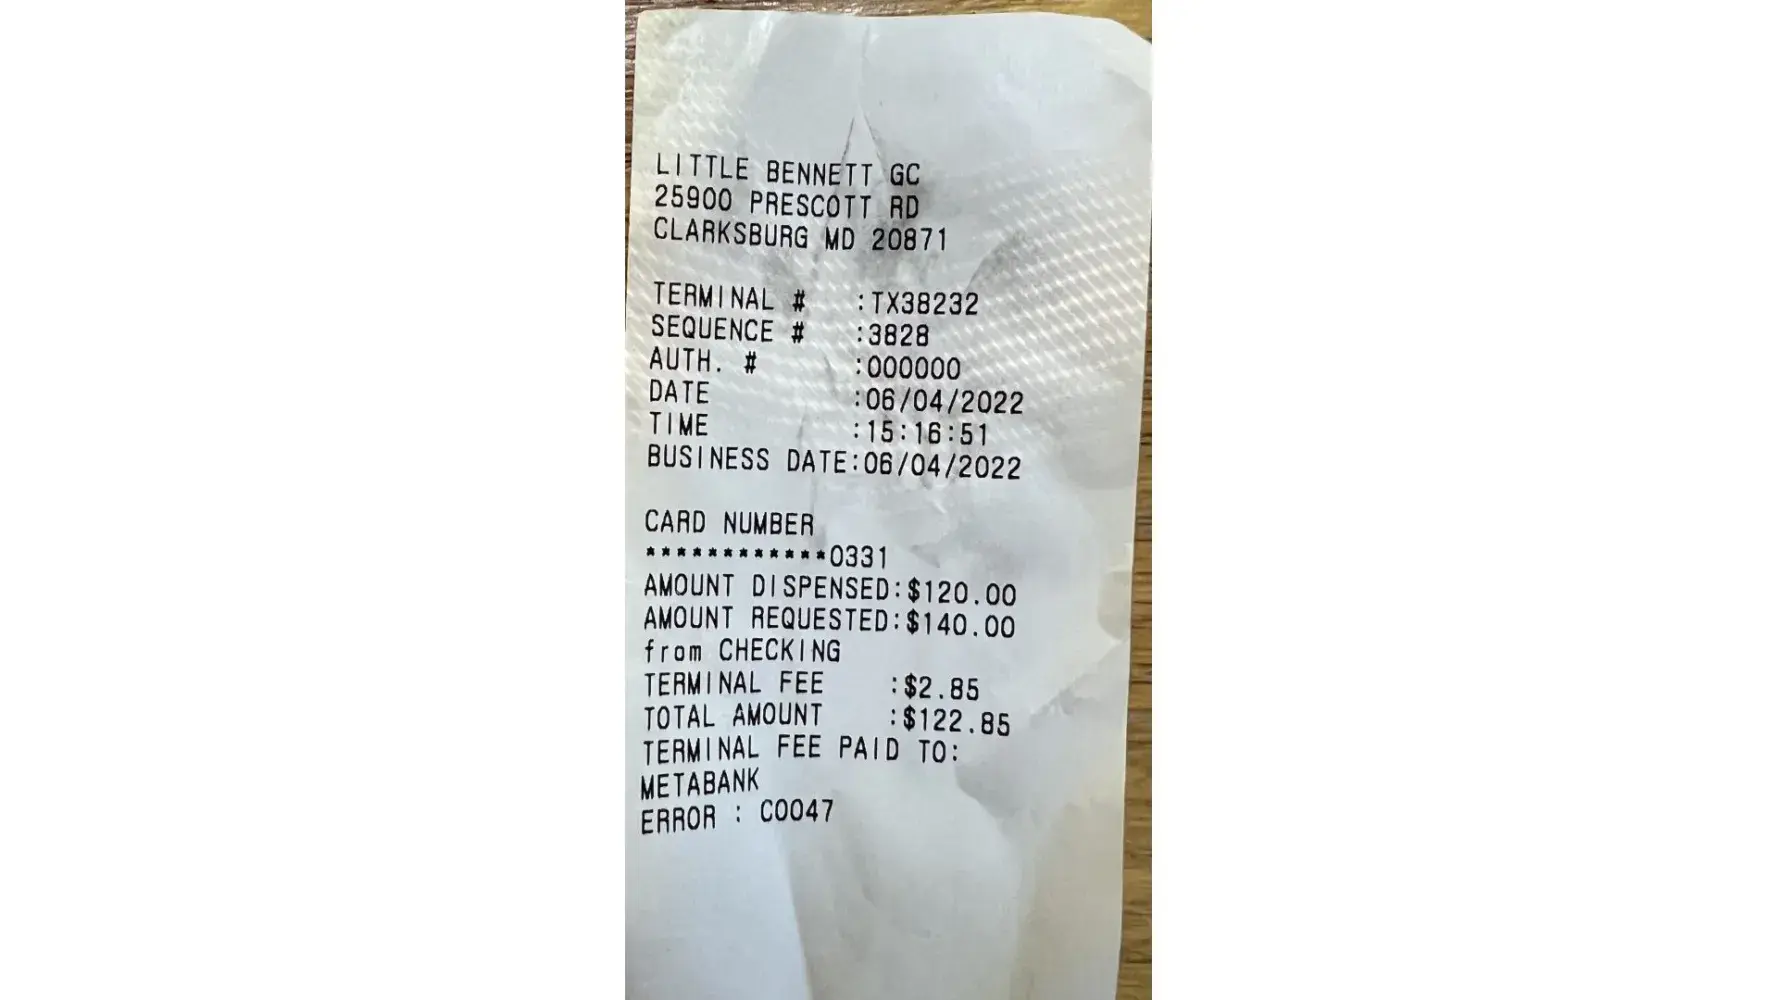 LITTLE BENNETT GC
25900 PRESCOTT RD
CLARKSBURG MD 20871
TERMINAL # :TX38232
SEQUENCE # :3828
AUTH. # :000000
DATE :06/04/2022
TIME :15:16:51
BUSINESS DATE:06/04/2022
CARD NUMBER
************0331
AMOUNT DISPENSED:$120.00
AMOUNT REQUESTED:$140.00
from CHECKING
TERMINAL FEE :$2.85
TOTAL AMOUNT :$122.85
TERMINAL FEE PAID TO:
METABANK
ERROR : C0047